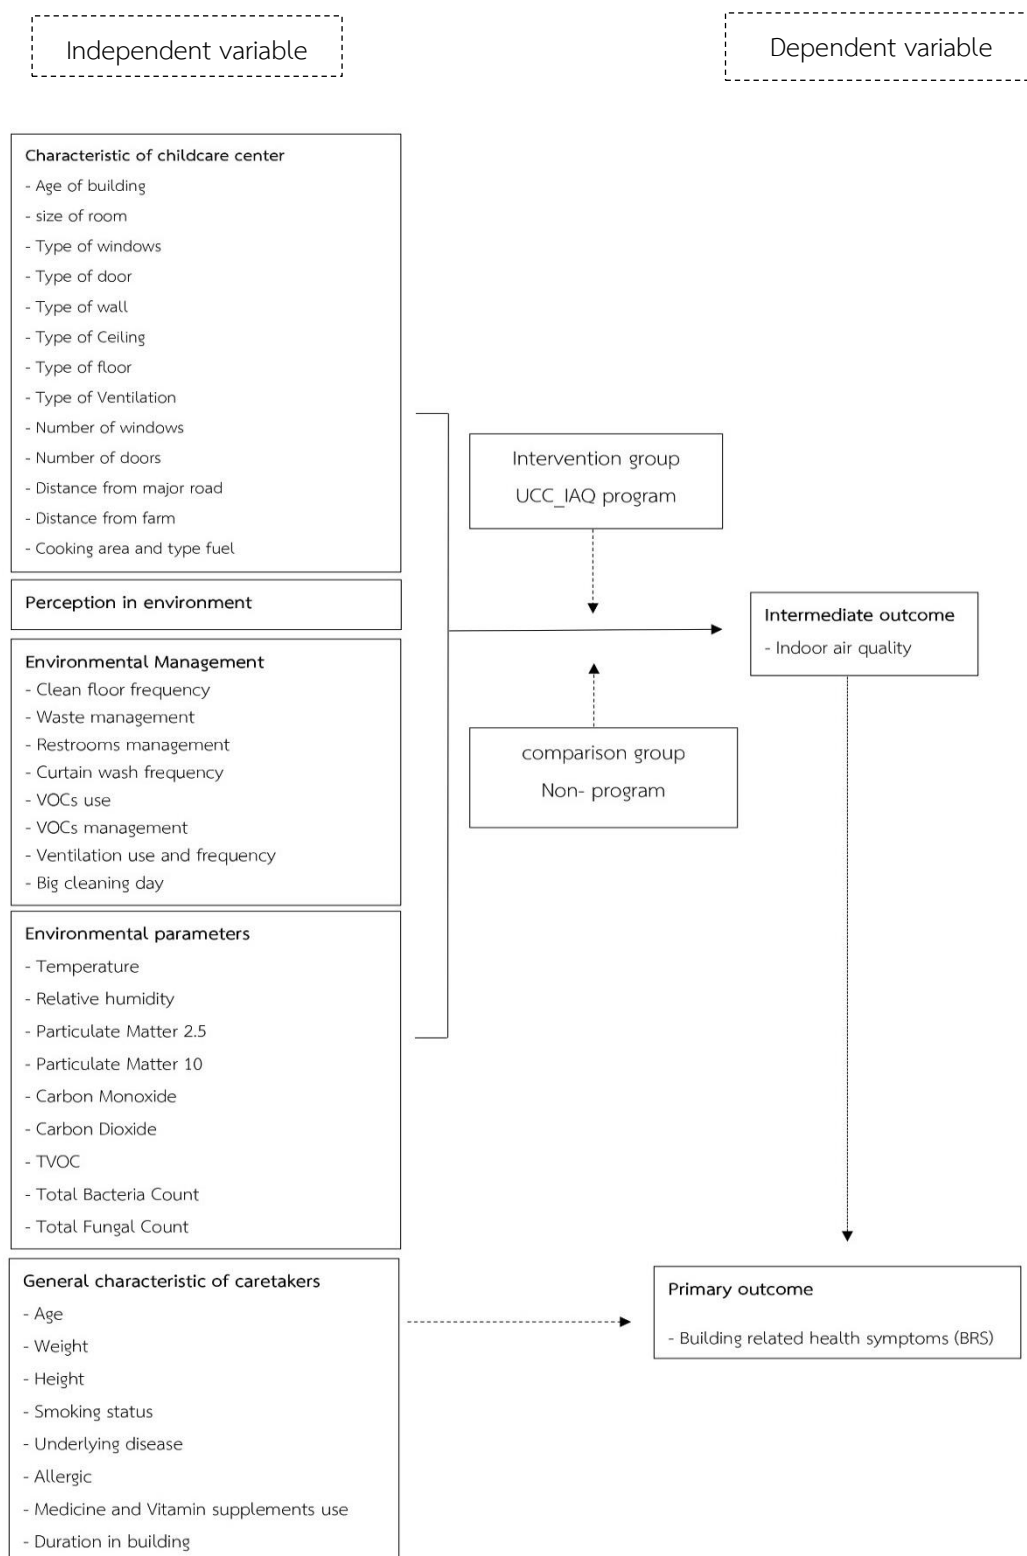 Independent variable
Dependent variable
Characteristic of childcare center
- Age of building
- size of room
- Type of windows
- Type of door
- Type of wall
- Type of Ceiling
- Type of floor
- Type of Ventilation
- Number of windows
- Number of doors
- Distance from major road
- Distance from farm
- Cooking area and type fuel
Perception in environment
Environmental Management
- Clean floor frequency
- Waste management
- Restrooms management
- Curtain wash frequency
- VOCs use
- VOCs management
- Ventilation use and frequency
- Big cleaning day
Environmental parameters
- Temperature
- Relative humidity
- Particulate Matter 2.5
- Particulate Matter 10
- Carbon Monoxide
- Carbon Dioxide
- TVOC
- Total Bacteria Count
- Total Fungal Count
General characteristic of caretakers
- Age
- Weight
- Height
- Smoking status
- Underlying disease
- Allergic
- Medicine and Vitamin supplements use
- Duration in building
Intervention group
UCC_IAQ program
comparison group
Non- program
Intermediate outcome
- Indoor air quality
Primary outcome
- Building related health symptoms (BRS)